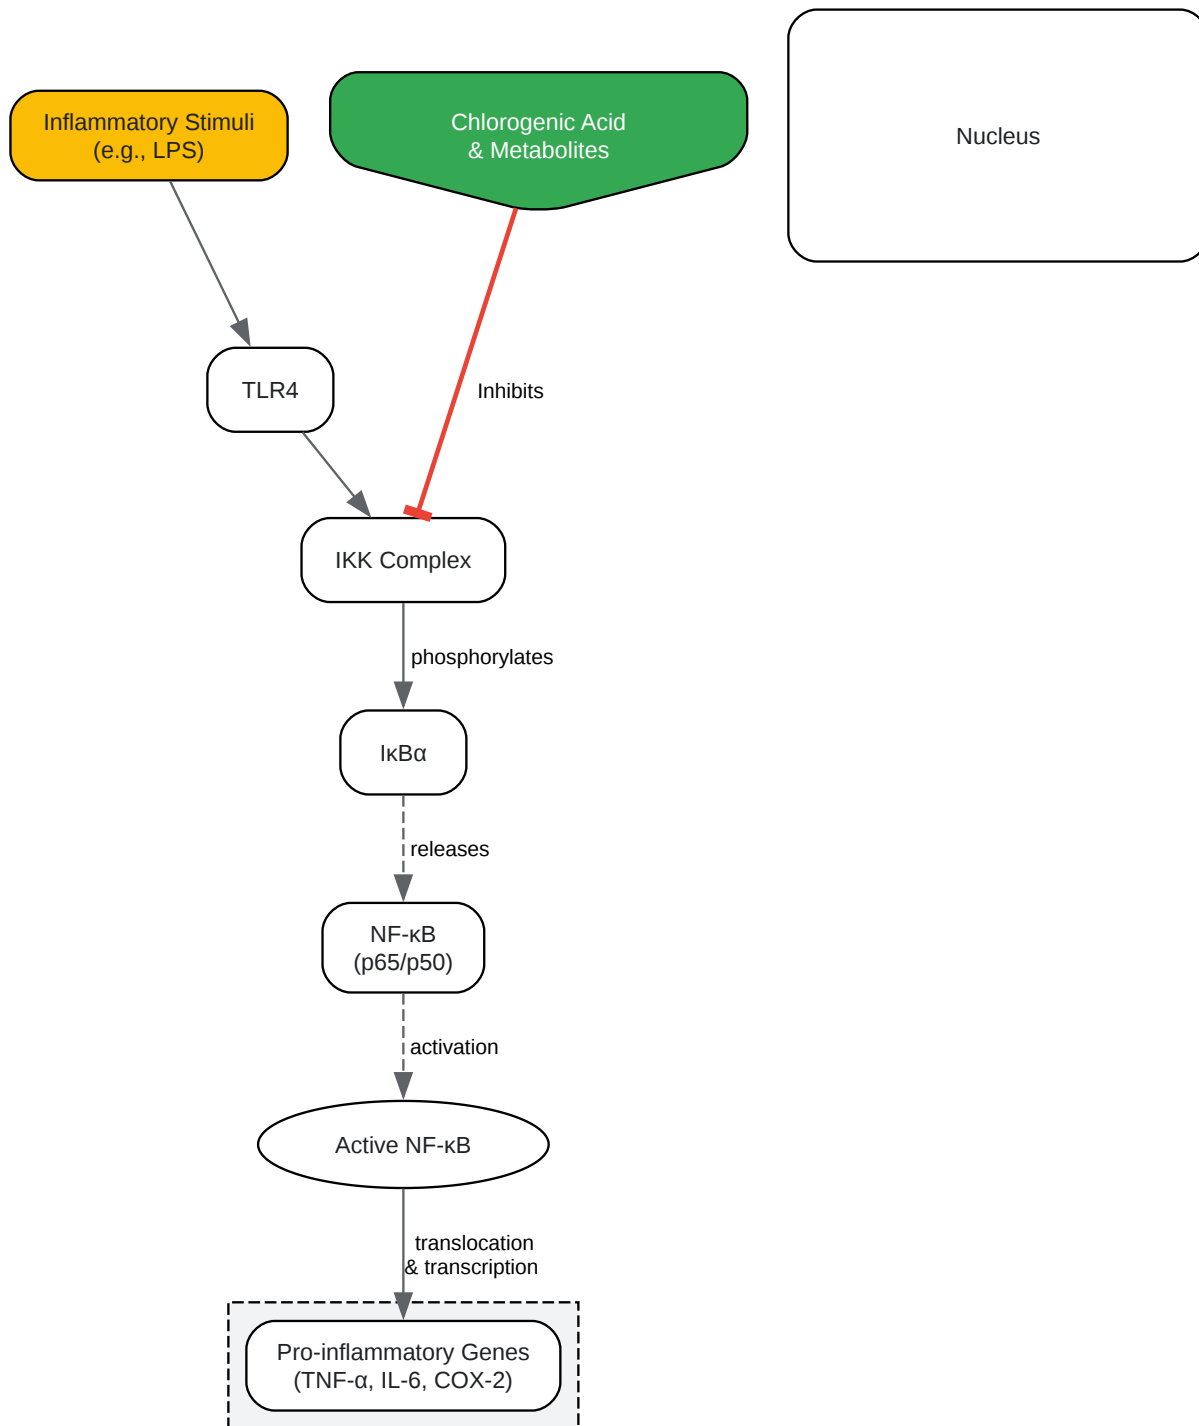 Inflammatory Stimuli
(e.g., LPS)
Chlorogenic Acid
& Metabolites
Nucleus
TLR4
Inhibits
IKK Complex
phosphorylates
IκBα
releases
NF-κB
(p65/p50)
activation
Active NF-κB
translocation
& transcription
Pro-inflammatory Genes
(TNF-α, IL-6, COX-2)